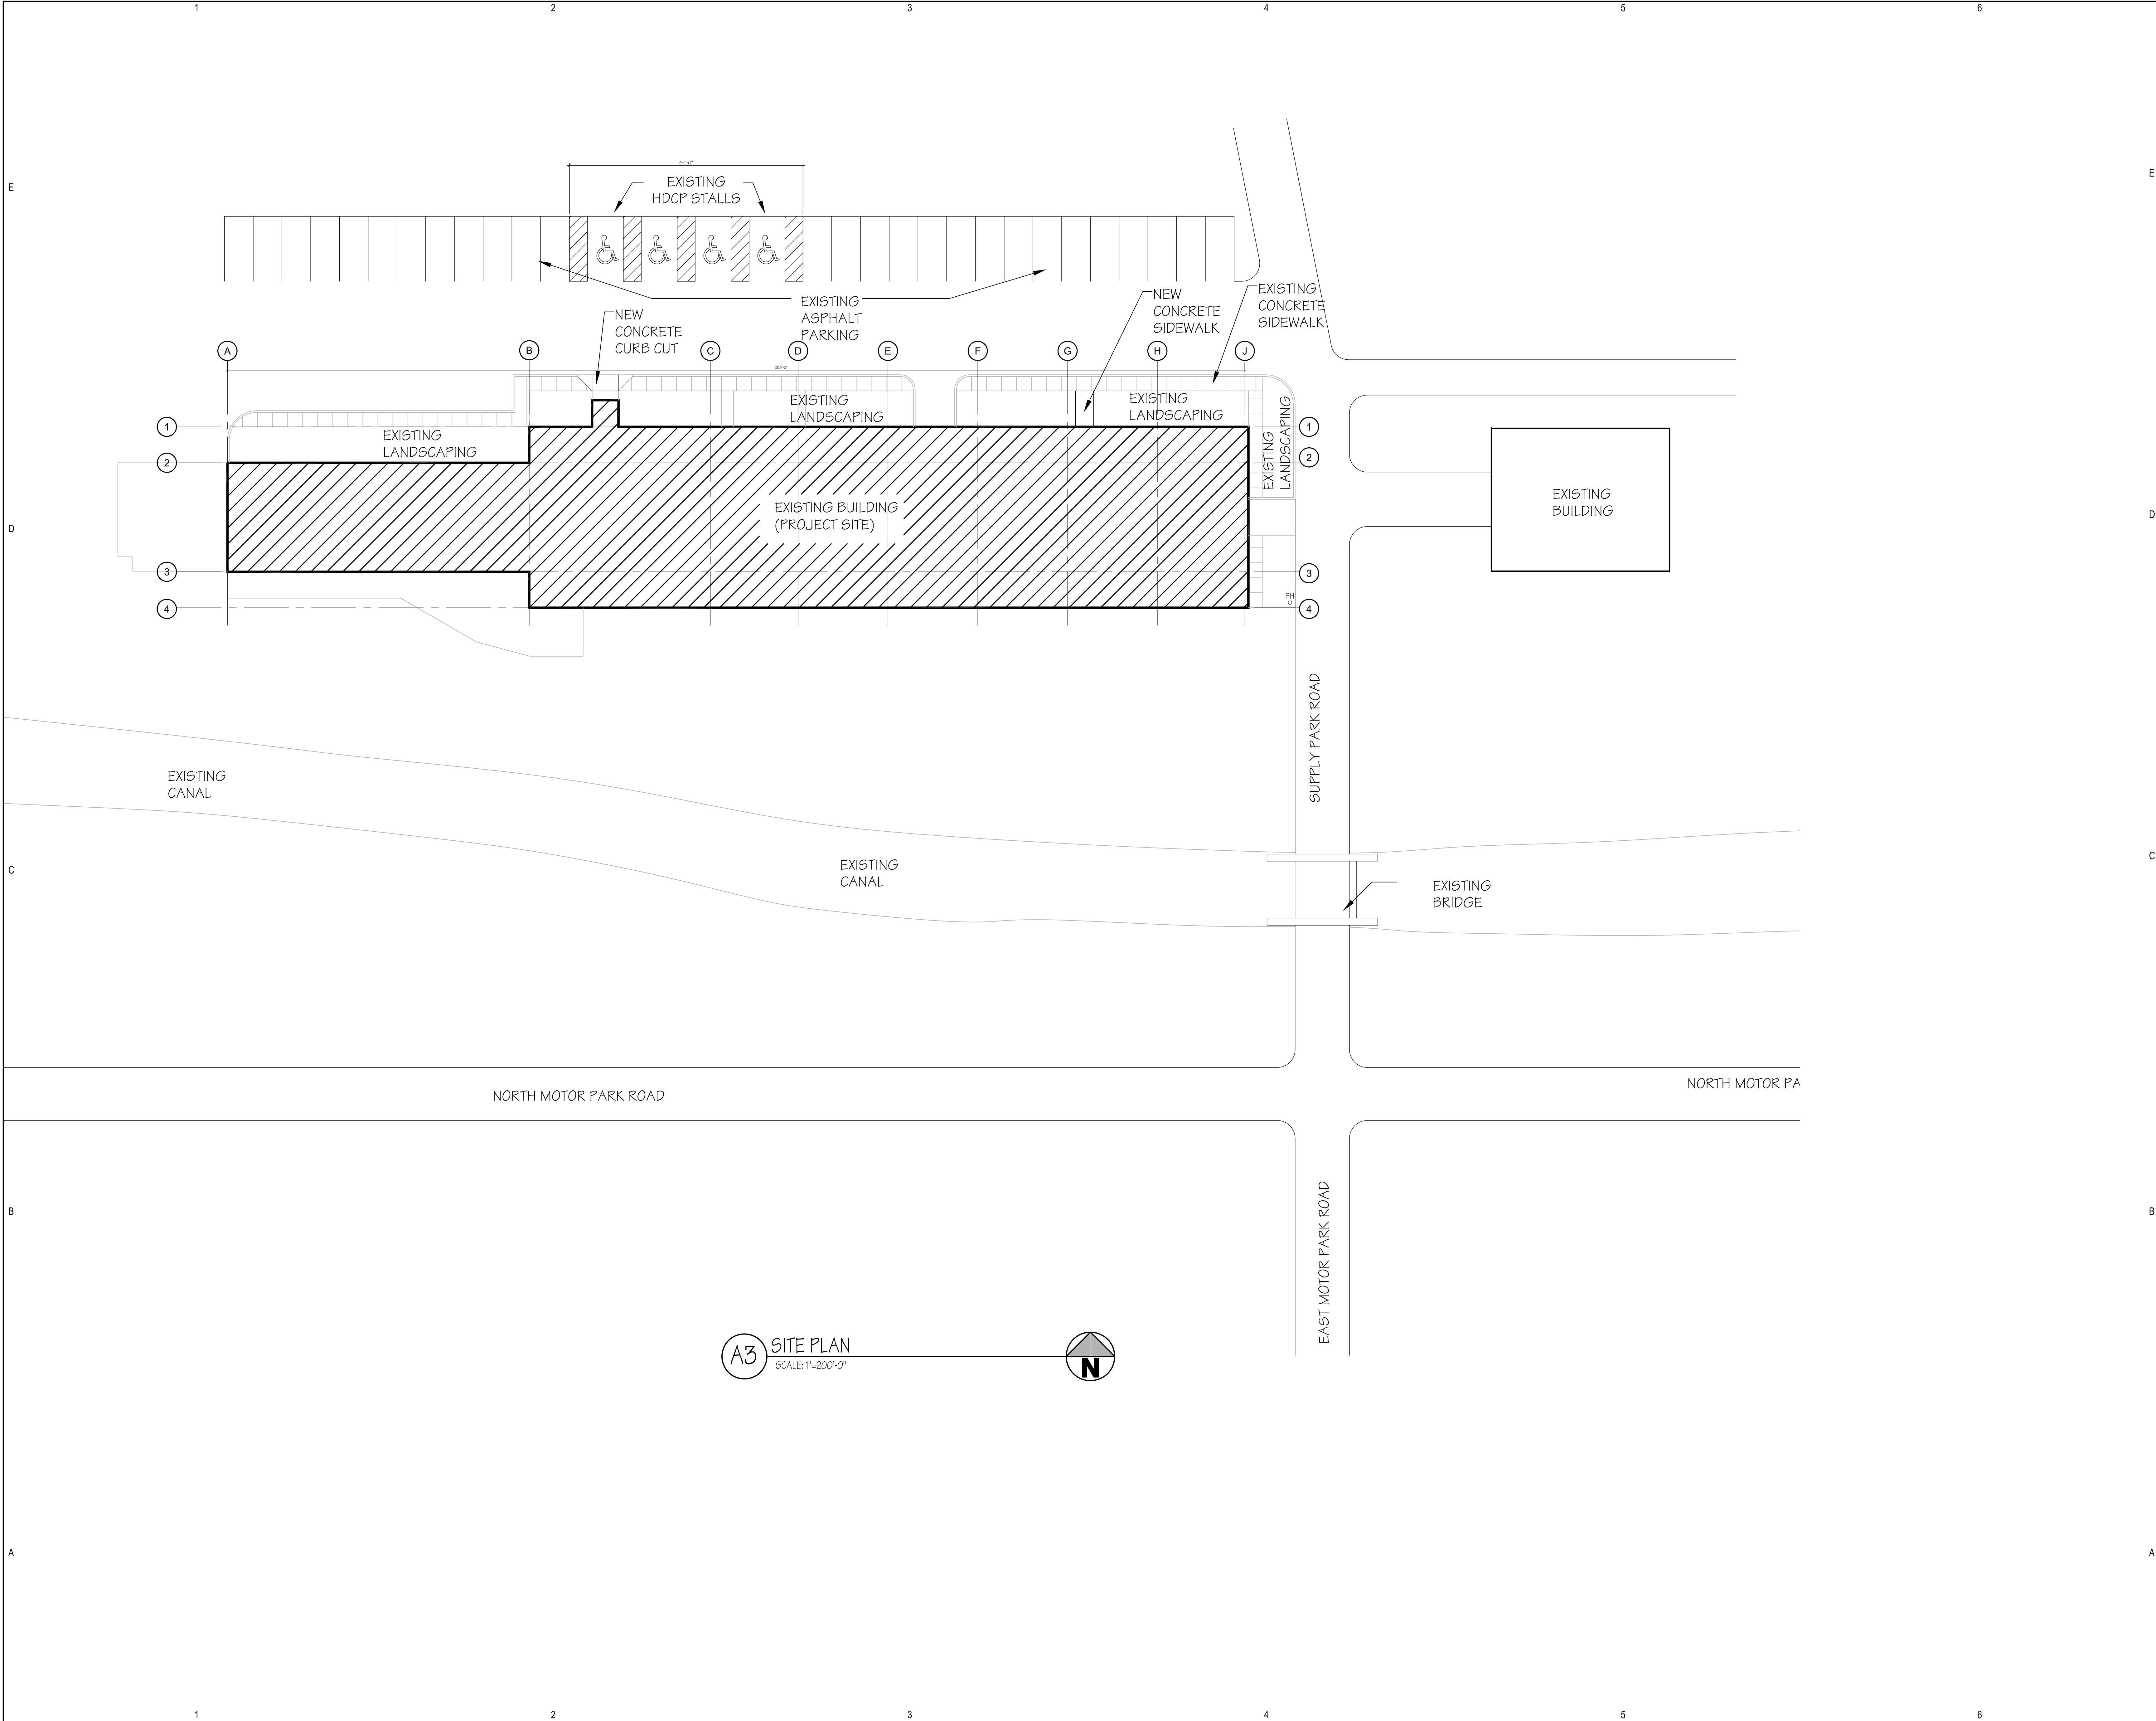 1 2 3 4 5 6
E E
EXISTING
HDCP STALLS
EXISTING
ASPHALT
PARKING
NEW
CONCRETE
CURB CUT
NEW
CONCRETE
SIDEWALK
EXISTING
CONCRETE
SIDEWALK
A B C D E F G H J
EXISTING
LANDSCAPING
EXISTING
LANDSCAPING
EXISTING
LANDSCAPING
EXISTING
LANDSCAPING
1 1
2 2
EXISTING BUILDING
(PROJECT SITE)
EXISTING
BUILDING
D D
3 3
4 4
FH
SUPPLY PARK ROAD
EXISTING
CANAL
EXISTING
CANAL
C C
EXISTING
BRIDGE
NORTH MOTOR PARK ROAD
NORTH MOTOR PA
B B
EAST MOTOR PARK ROAD
A3
SITE PLAN
SCALE: 1"=200'-0"
N
A A
1 2 3 4 5 6